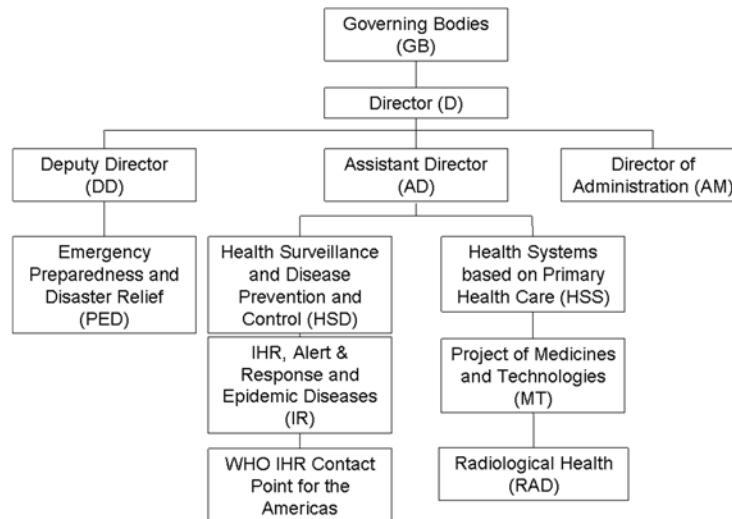 Governing Bodies
(GB)
Director (D)
Deputy Director
(DD)
Assistant Director
(AD)
Director of
Administration (AM)
Emergency
Preparedness and
Disaster Relief
(PED)
Health Surveillance
and Disease
Prevention and
Control (HSD)
Health Systems
based on Primary
Health Care (HSS)
IHR, Alert &
Response and
Epidemic Diseases
(IR)
Project of Medicines
and Technologies
(MT)
WHO IHR Contact
Point for the
Americas
Radiological Health
(RAD)